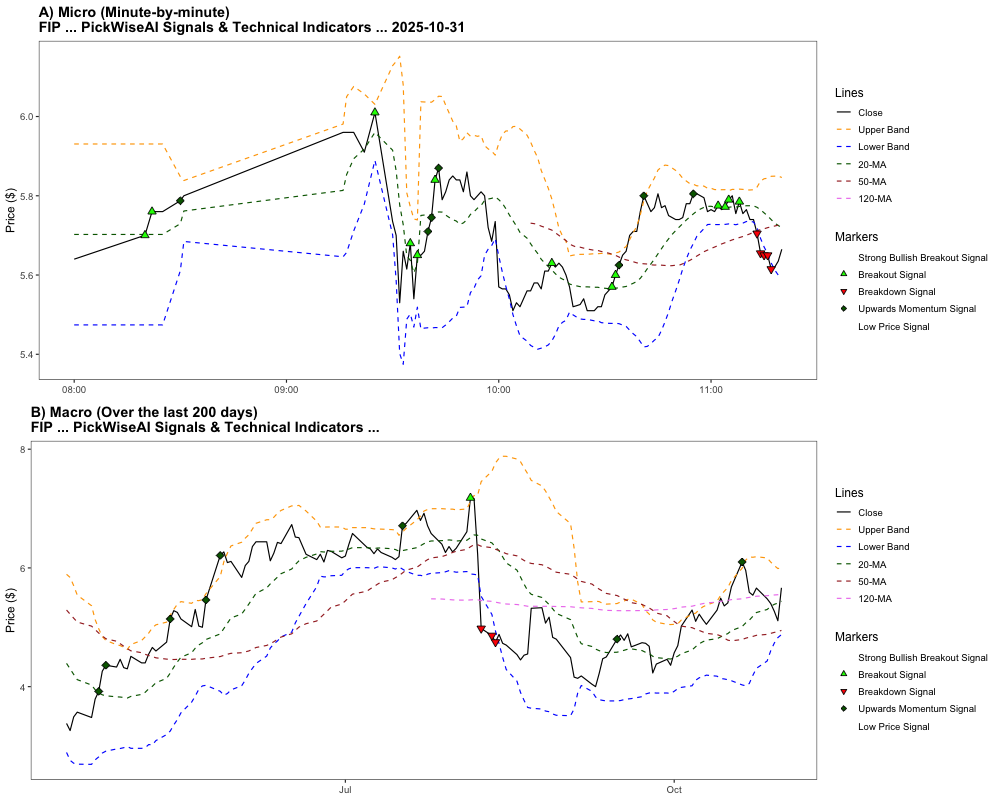 A) Micro (Minute-by-minute)
FIP ... PickWiseAI Signals & Technical Indicators ... 2025-10-31
Price ($)
6.0
5.8
5.6
5.4
08:00
09:00
10:00
11:00
Lines
Close
Upper Band
Lower Band
20-MA
50-MA
120-MA
Markers
Strong Bullish Breakout Signal
Breakout Signal
Breakdown Signal
Upwards Momentum Signal
Low Price Signal
B) Macro (Over the last 200 days)
FIP ... PickWiseAI Signals & Technical Indicators ...
Price ($)
8
6
4
Jul
Oct
Lines
Close
Upper Band
Lower Band
20-MA
50-MA
120-MA
Markers
Strong Bullish Breakout Signal
Breakout Signal
Breakdown Signal
Upwards Momentum Signal
Low Price Signal